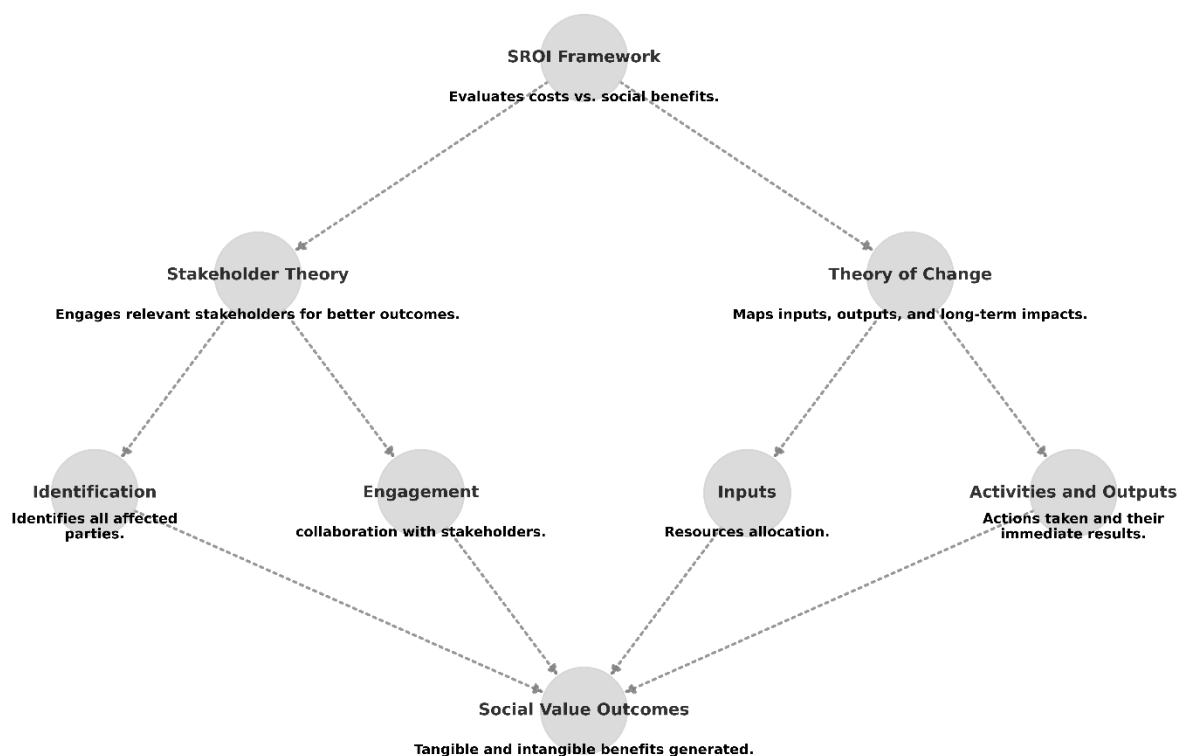 SROI Framework
Evaluates costs vs. social benefits.
Stakeholder Theory
Engages relevant stakeholders for better outcomes.
Theory of Change
Maps inputs, outputs, and long-term impacts.
Identification
Identifies all affected
parties.
Engagement
collaboration with stakeholders.
Inputs
Resources allocation.
Activities and Outputs
Actions taken and their
immediate results.
Social Value Outcomes
Tangible and intangible benefits generated.